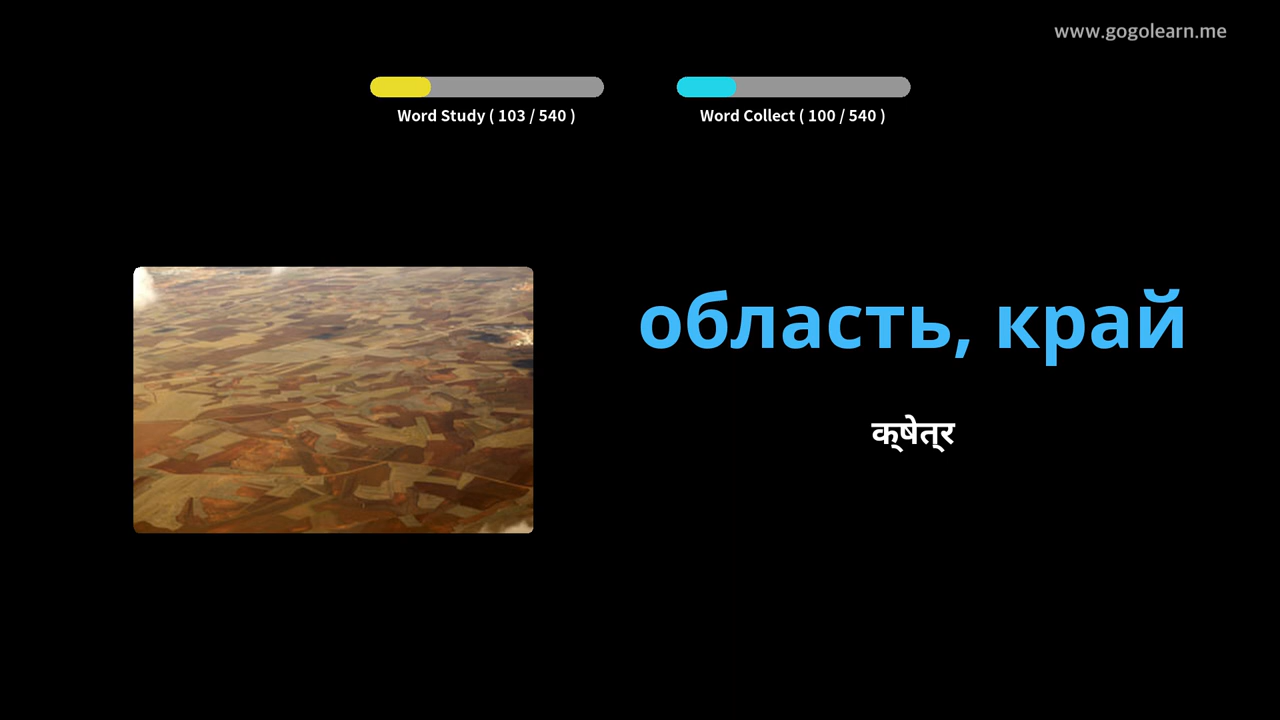 www.gogolearn.me
Word Study ( 103 / 540 )
Word Collect ( 100 / 540 )
область, край
क्षेत्र